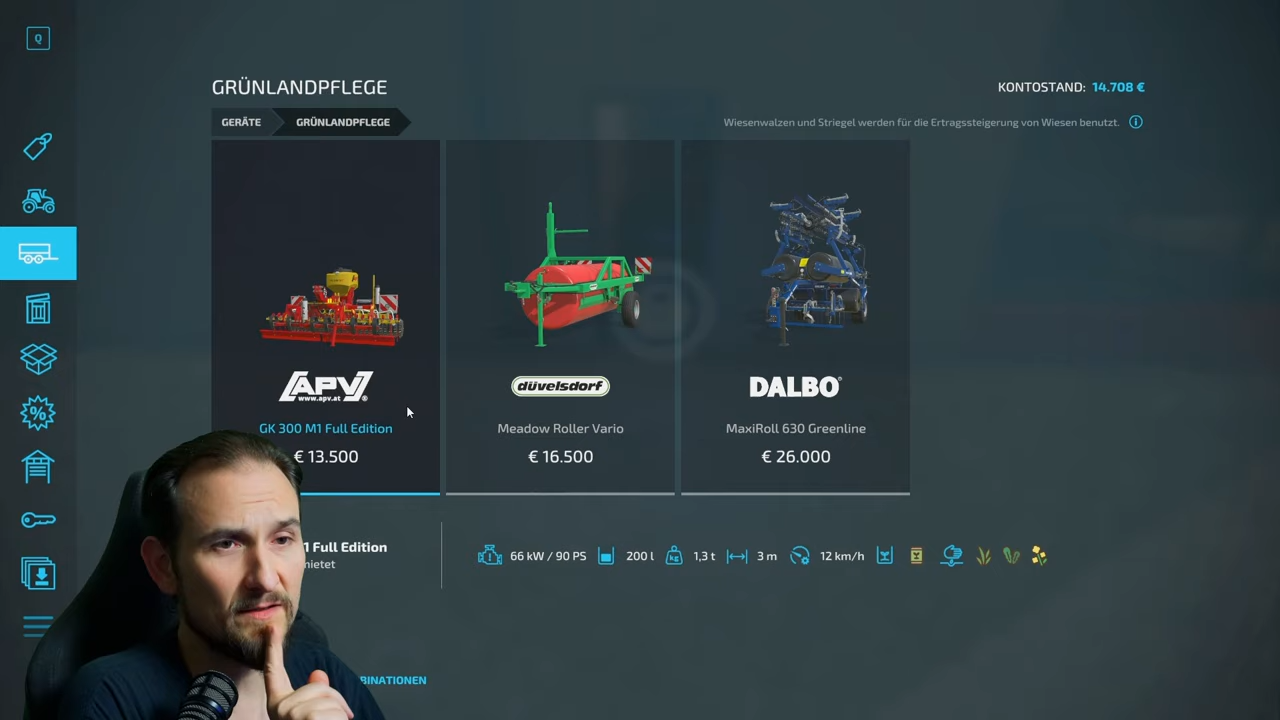 Q
GRÜNLANDPFLEGE
KONTOSTAND: 14.708 €
GERÄTE GRÜNLANDPFLEGE
Wiesenwalzen und Striegel werden für die Ertragssteigerung von Wiesen benutzt.
APV
www.apv.at
düvelsdorf
DALBO
GK 300 M1 Full Edition
Meadow Roller Vario
MaxiRoll 630 Greenline
€ 13.500
€ 16.500
€ 26.000
1 Full Edition
66 kW / 90 PS 200 l kg 1,3 t 3 m 12 km/h
nietet
BINATIONEN